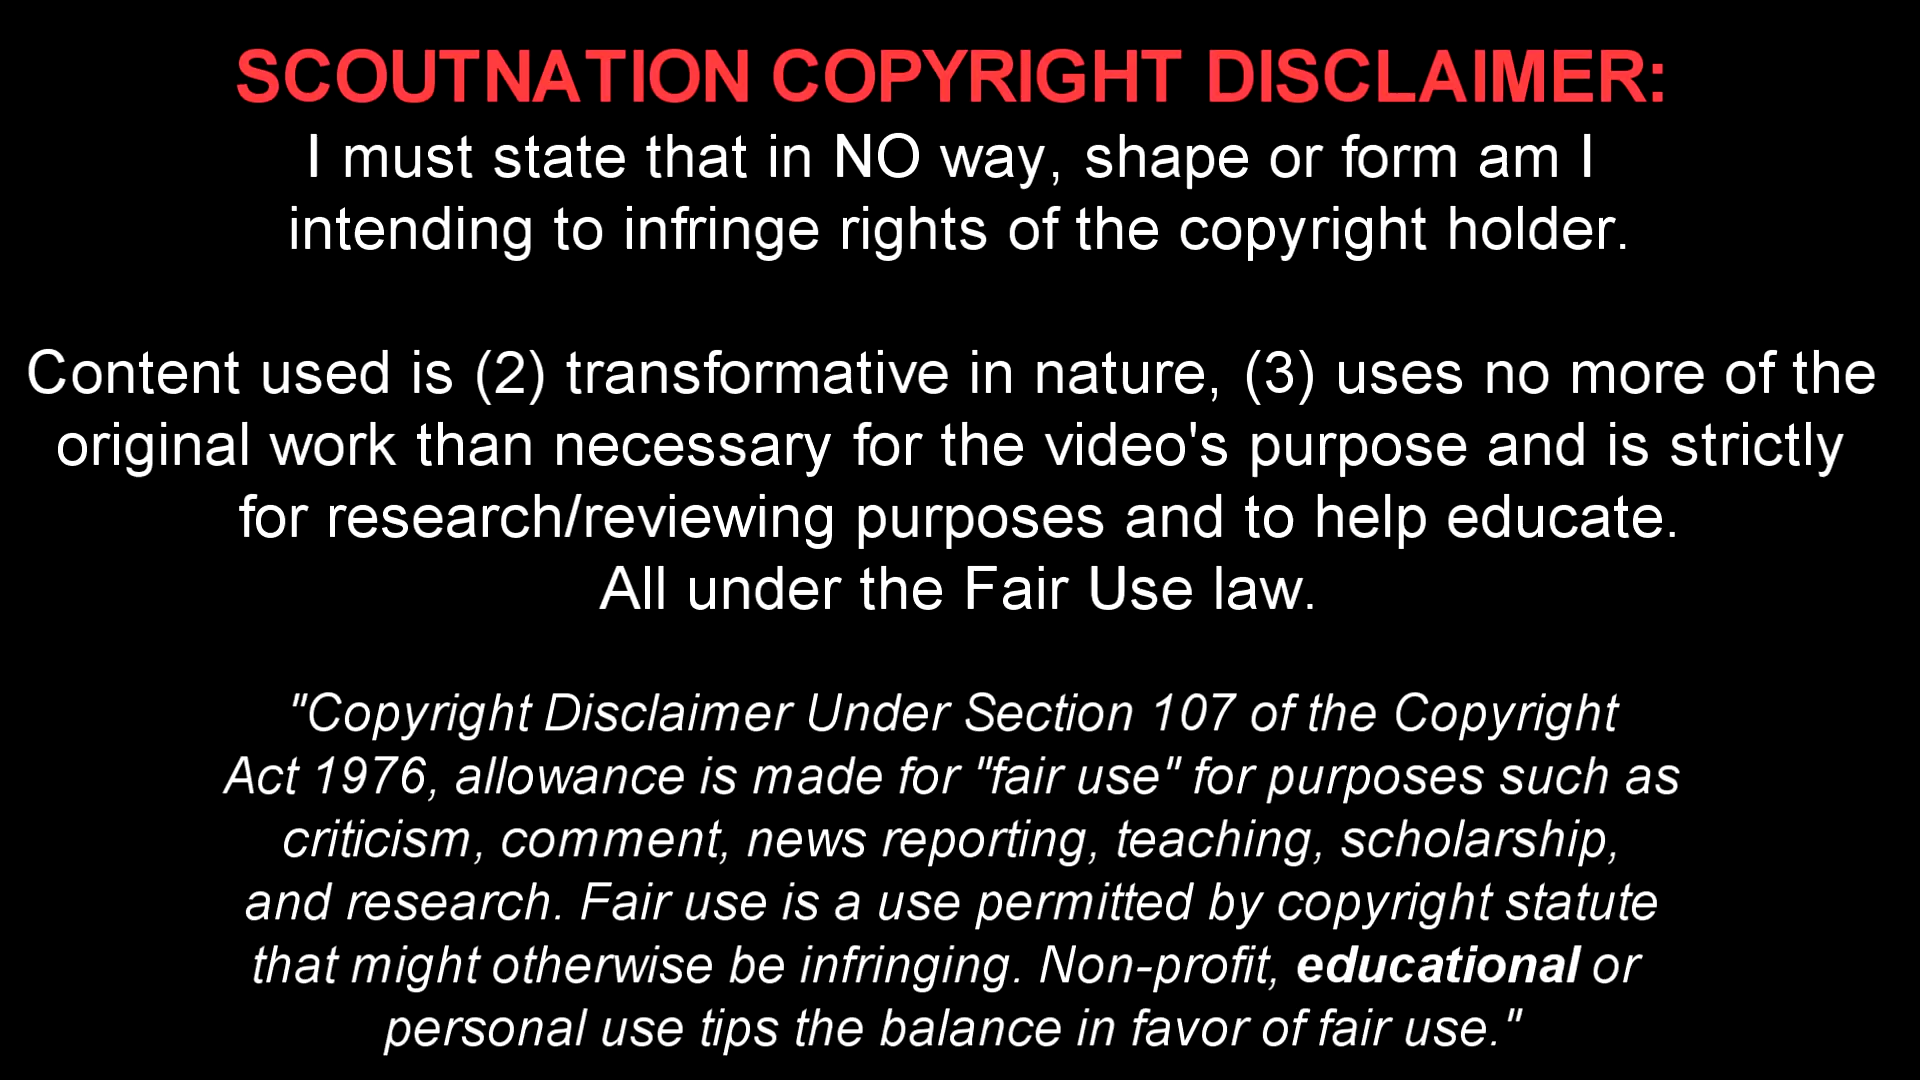 SCOUTNATION COPYRIGHT DISCLAIMER:
I must state that in NO way, shape or form am I
intending to infringe rights of the copyright holder.
Content used is (2) transformative in nature, (3) uses no more of the
original work than necessary for the video's purpose and is strictly
for research/reviewing purposes and to help educate.
All under the Fair Use law.
"Copyright Disclaimer Under Section 107 of the Copyright
Act 1976, allowance is made for "fair use" for purposes such as
criticism, comment, news reporting, teaching, scholarship,
and research. Fair use is a use permitted by copyright statute
that might otherwise be infringing. Non-profit, educational or
personal use tips the balance in favor of fair use."